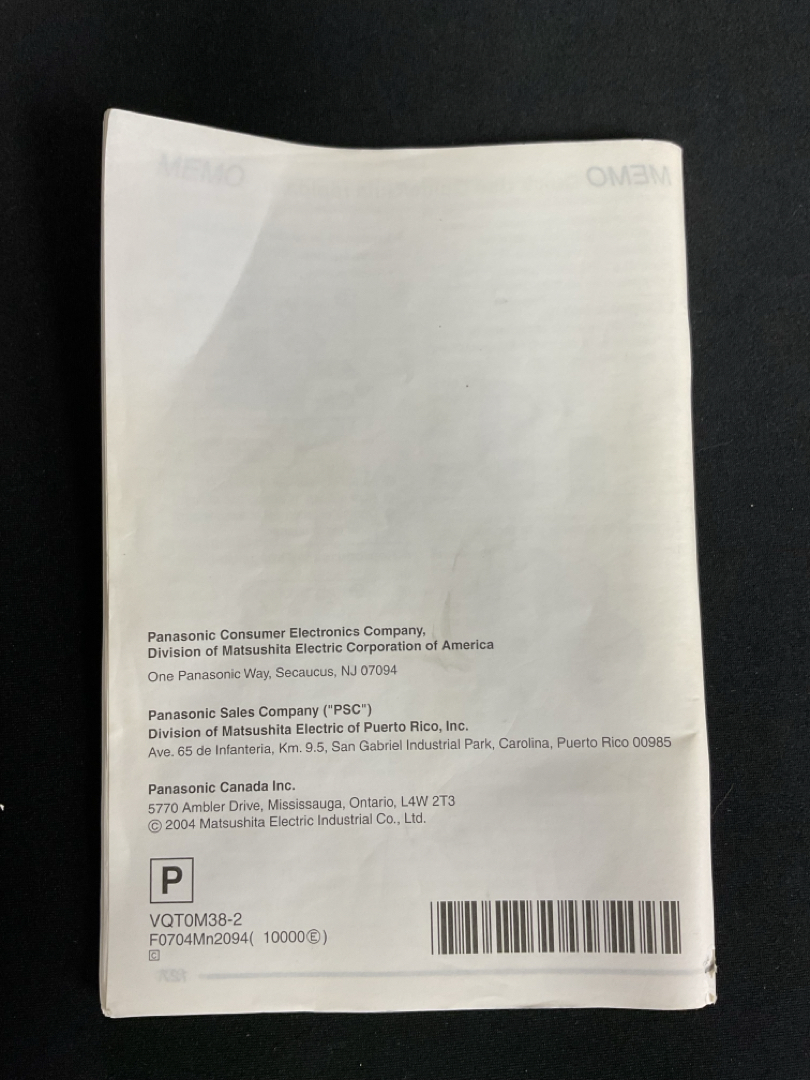 MEMO
MEMO
Panasonic Consumer Electronics Company,
Division of Matsushita Electric Corporation of America
One Panasonic Way, Secaucus, NJ 07094
Panasonic Sales Company ("PSC")
Division of Matsushita Electric of Puerto Rico, Inc.
Ave. 65 de Infanteria, Km. 9.5, San Gabriel Industrial Park, Carolina, Puerto Rico 00985
Panasonic Canada Inc.
5770 Ambler Drive, Mississauga, Ontario, L4W 2T3
© 2004 Matsushita Electric Industrial Co., Ltd.
P
VQT0M38-2
F0704Mn2094( 10000Ⓔ)
C